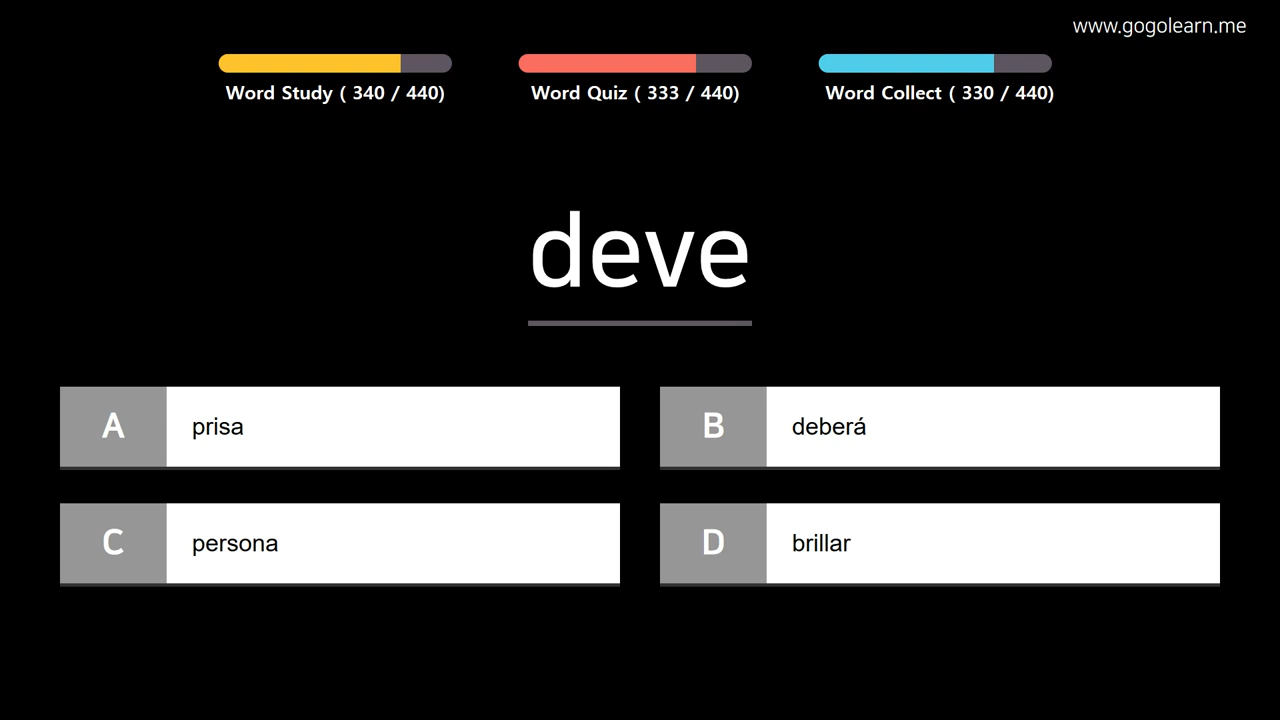 www.gogolearn.me
Word Study ( 340 / 440)
Word Quiz ( 333 / 440)
Word Collect ( 330 / 440)
deve
A prisa
B deberá
C persona
D brillar